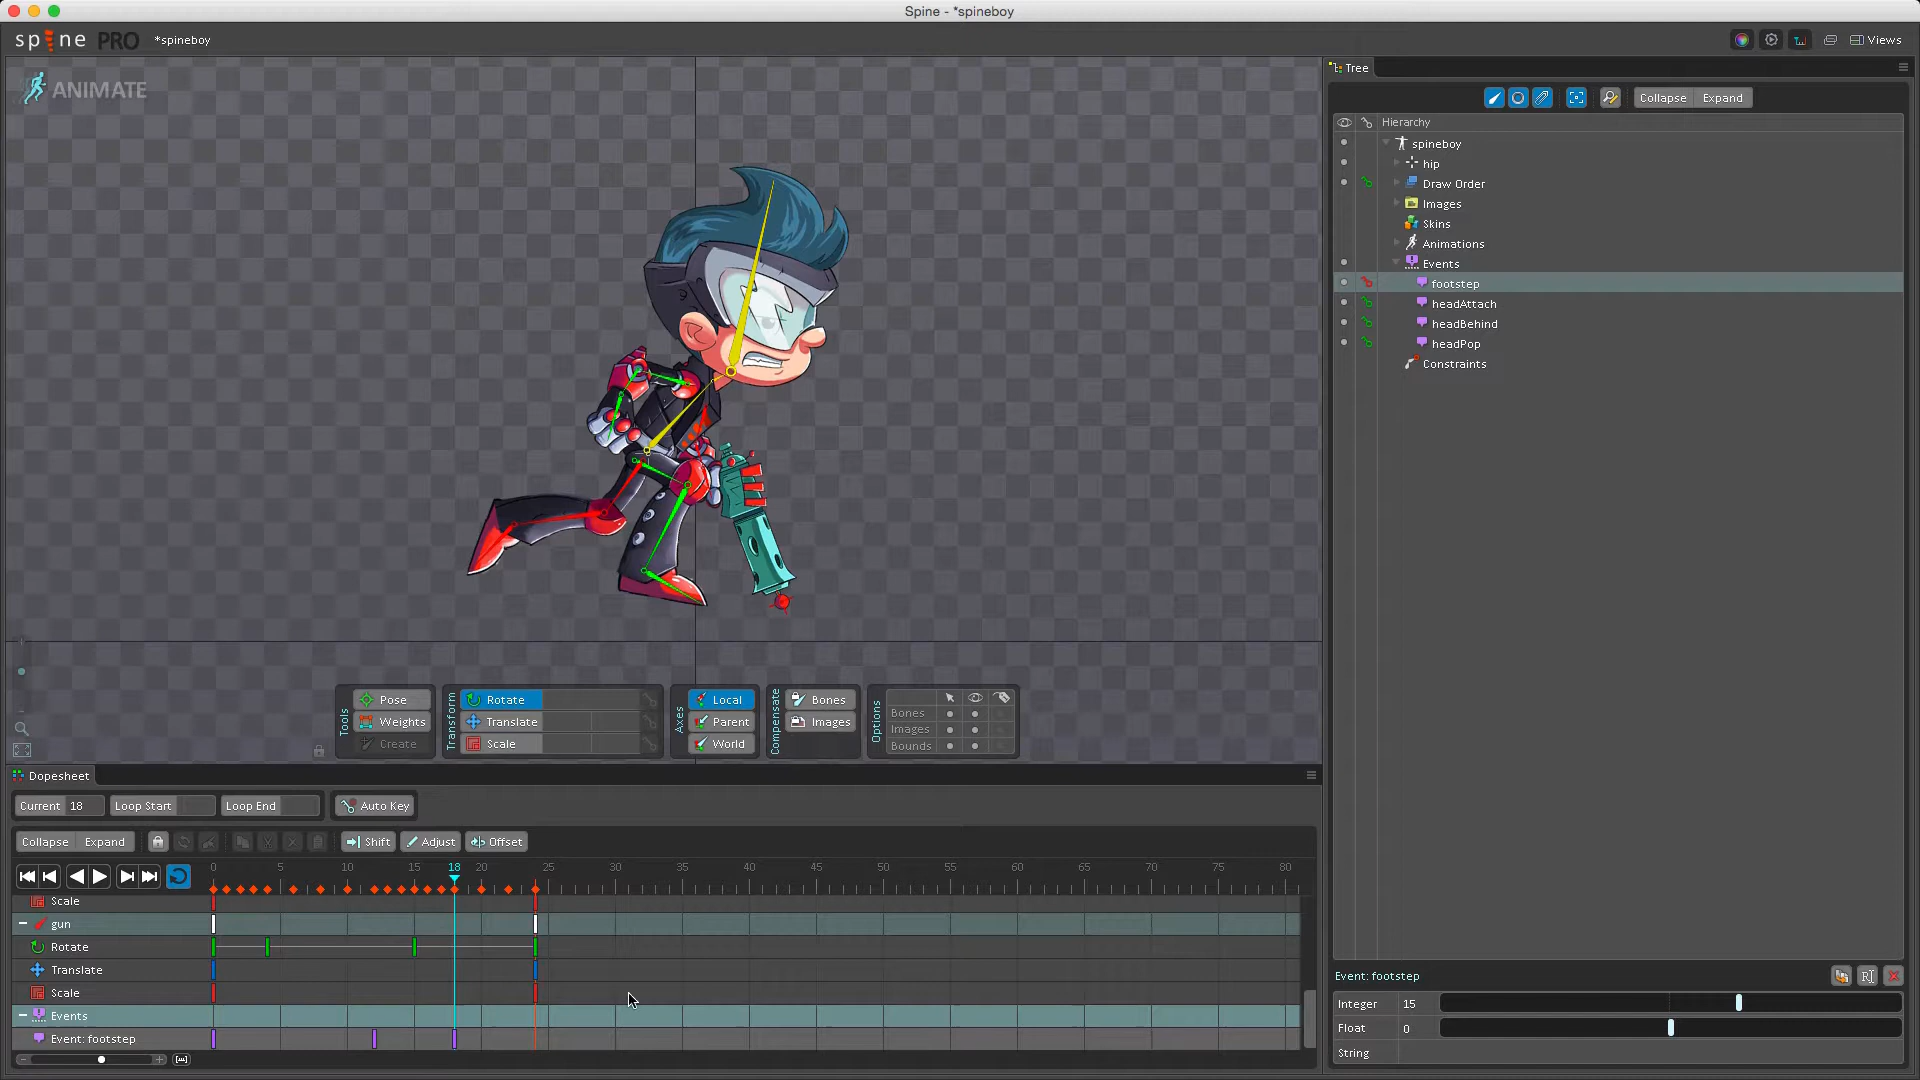 Spine - *spineboy
spine PRO *spineboy Views
ANIMATE
Tree
Collapse Expand
Hierarchy
spineboy
hip
Draw Order
Images
Skins
Animations
Events
footstep
headAttach
headBehind
headPop
Constraints
Tools Pose Weights Create
Transform Rotate Translate Scale
Axes Local Parent World
Compensate Bones Images
Options Bones Images Bounds
Dopesheet
Current 18 Loop Start Loop End Auto Key
Collapse Expand Shift Adjust Offset
0 5 10 15 18 20 25 30 35 40 45 50 55 60 65 70 75 80
Scale
gun
Rotate
Translate
Scale
Events
Event: footstep
Event: footstep
Integer 15
Float 0
String